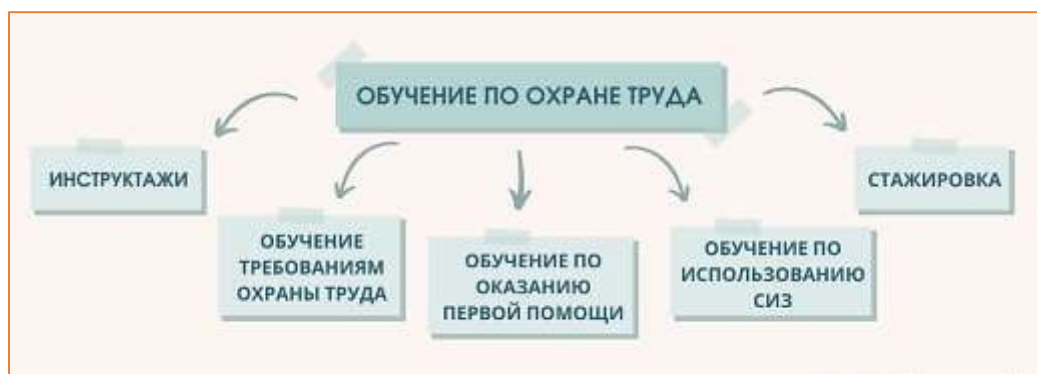 ОБУЧЕНИЕ ПО ОХРАНЕ ТРУДА
ИНСТРУКТАЖИ
ОБУЧЕНИЕ
ТРЕБОВАНИЯМ
ОХРАНЫ ТРУДА
ОБУЧЕНИЕ ПО
ОКАЗАНИЮ
ПЕРВОЙ ПОМОЩИ
ОБУЧЕНИЕ ПО
ИСПОЛЬЗОВАНИЮ
СИЗ
СТАЖИРОВКА